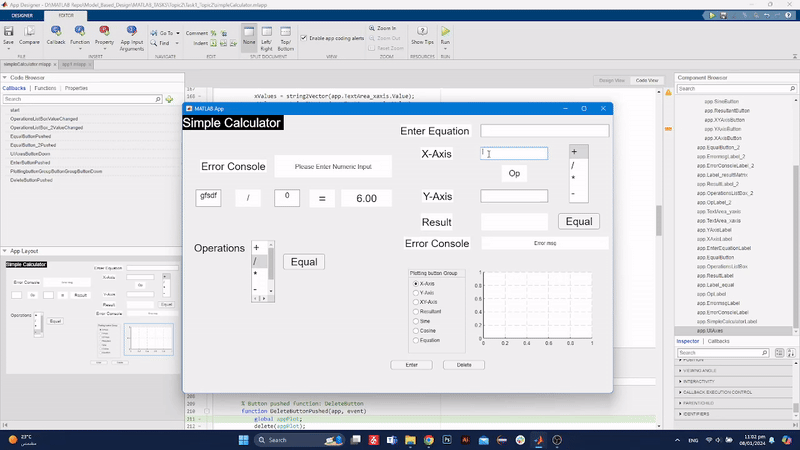 App Designer - D:\MATLAB Repo\Model_Based_Design\MATLAB_TASKS\Topic2\Task1_Topic2\simpleCalculator.mlapp
DESIGNER EDITOR
Save Compare Callback Function Property App Input Arguments
Go To Find Comment Indent
None Left/Right Top/Bottom
Enable app coding alerts
Zoom In Zoom Out Reset Zoom
Show Tips Run
FILE INSERT NAVIGATE EDIT SPLIT DOCUMENT VIEW RESOURCES RUN
simpleCalculator.mlapp
Code Browser
Callbacks Functions Properties
Search
start
OperationsListBoxValueChanged
OperationsListBox_2ValueChanged
EqualButtonPushed
EqualButton_2Pushed
UIAxesButtonDown
EnterButtonPushed
PlottingbuttonGroupButtonDown
DeleteButtonPushed
App Layout
Design View Code View
xValues = string2Vector(app.TextArea_xaxis.Value);
MATLAB App
Simple Calculator
Enter Equation
X-Axis
Op
Y-Axis
Result
Equal
Error Console
Error msg
+
/
*
-
Error Console
Please Enter Numeric Input
gfsdf / 0 = 6.00
Operations
+
/
*
-
Equal
Plotting button Group
X-Axis
Y-Axis
XY-Axis
Resultant
Sine
Cosine
Equation
1
0.8
0.6
0.4
0.2
0
0 0.2 0.4 0.6 0.8 1
Enter Delete
% Button pushed function: DeleteButton
function DeleteButtonPushed(app, event)
global appPlot;
delete(appPlot);
Component Browser
Search
app.SineButton
app.ResultantButton
app.XYAxisButton
app.YAxisButton
app.XAxisButton
app.EqualButton_2
app.ErrormsgLabel_2
app.ErrorConsoleLabel_2
app.Label_resultMatrix
app.ResultLabel_2
app.OperationsListBox_2
app.OpLabel_2
app.TextArea_yaxis
app.TextArea_xaxis
app.YAxisLabel
app.XAxisLabel
app.EnterEquationLabel
app.EqualButton
app.OperationsListBox
app.ResultLabel
app.Label_equal
app.OpLabel
app.ErrormsgLabel
app.ErrorConsoleLabel
app.SimpleCalculatorLabel
app.UIAxes
Inspector Callbacks
Search
POSITION
VIEWING ANGLE
INTERACTIVITY
CALLBACK EXECUTION CONTROL
PARENT/CHILD
IDENTIFIERS
23°C
Search
ENG
11:02 pm
08/01/2024